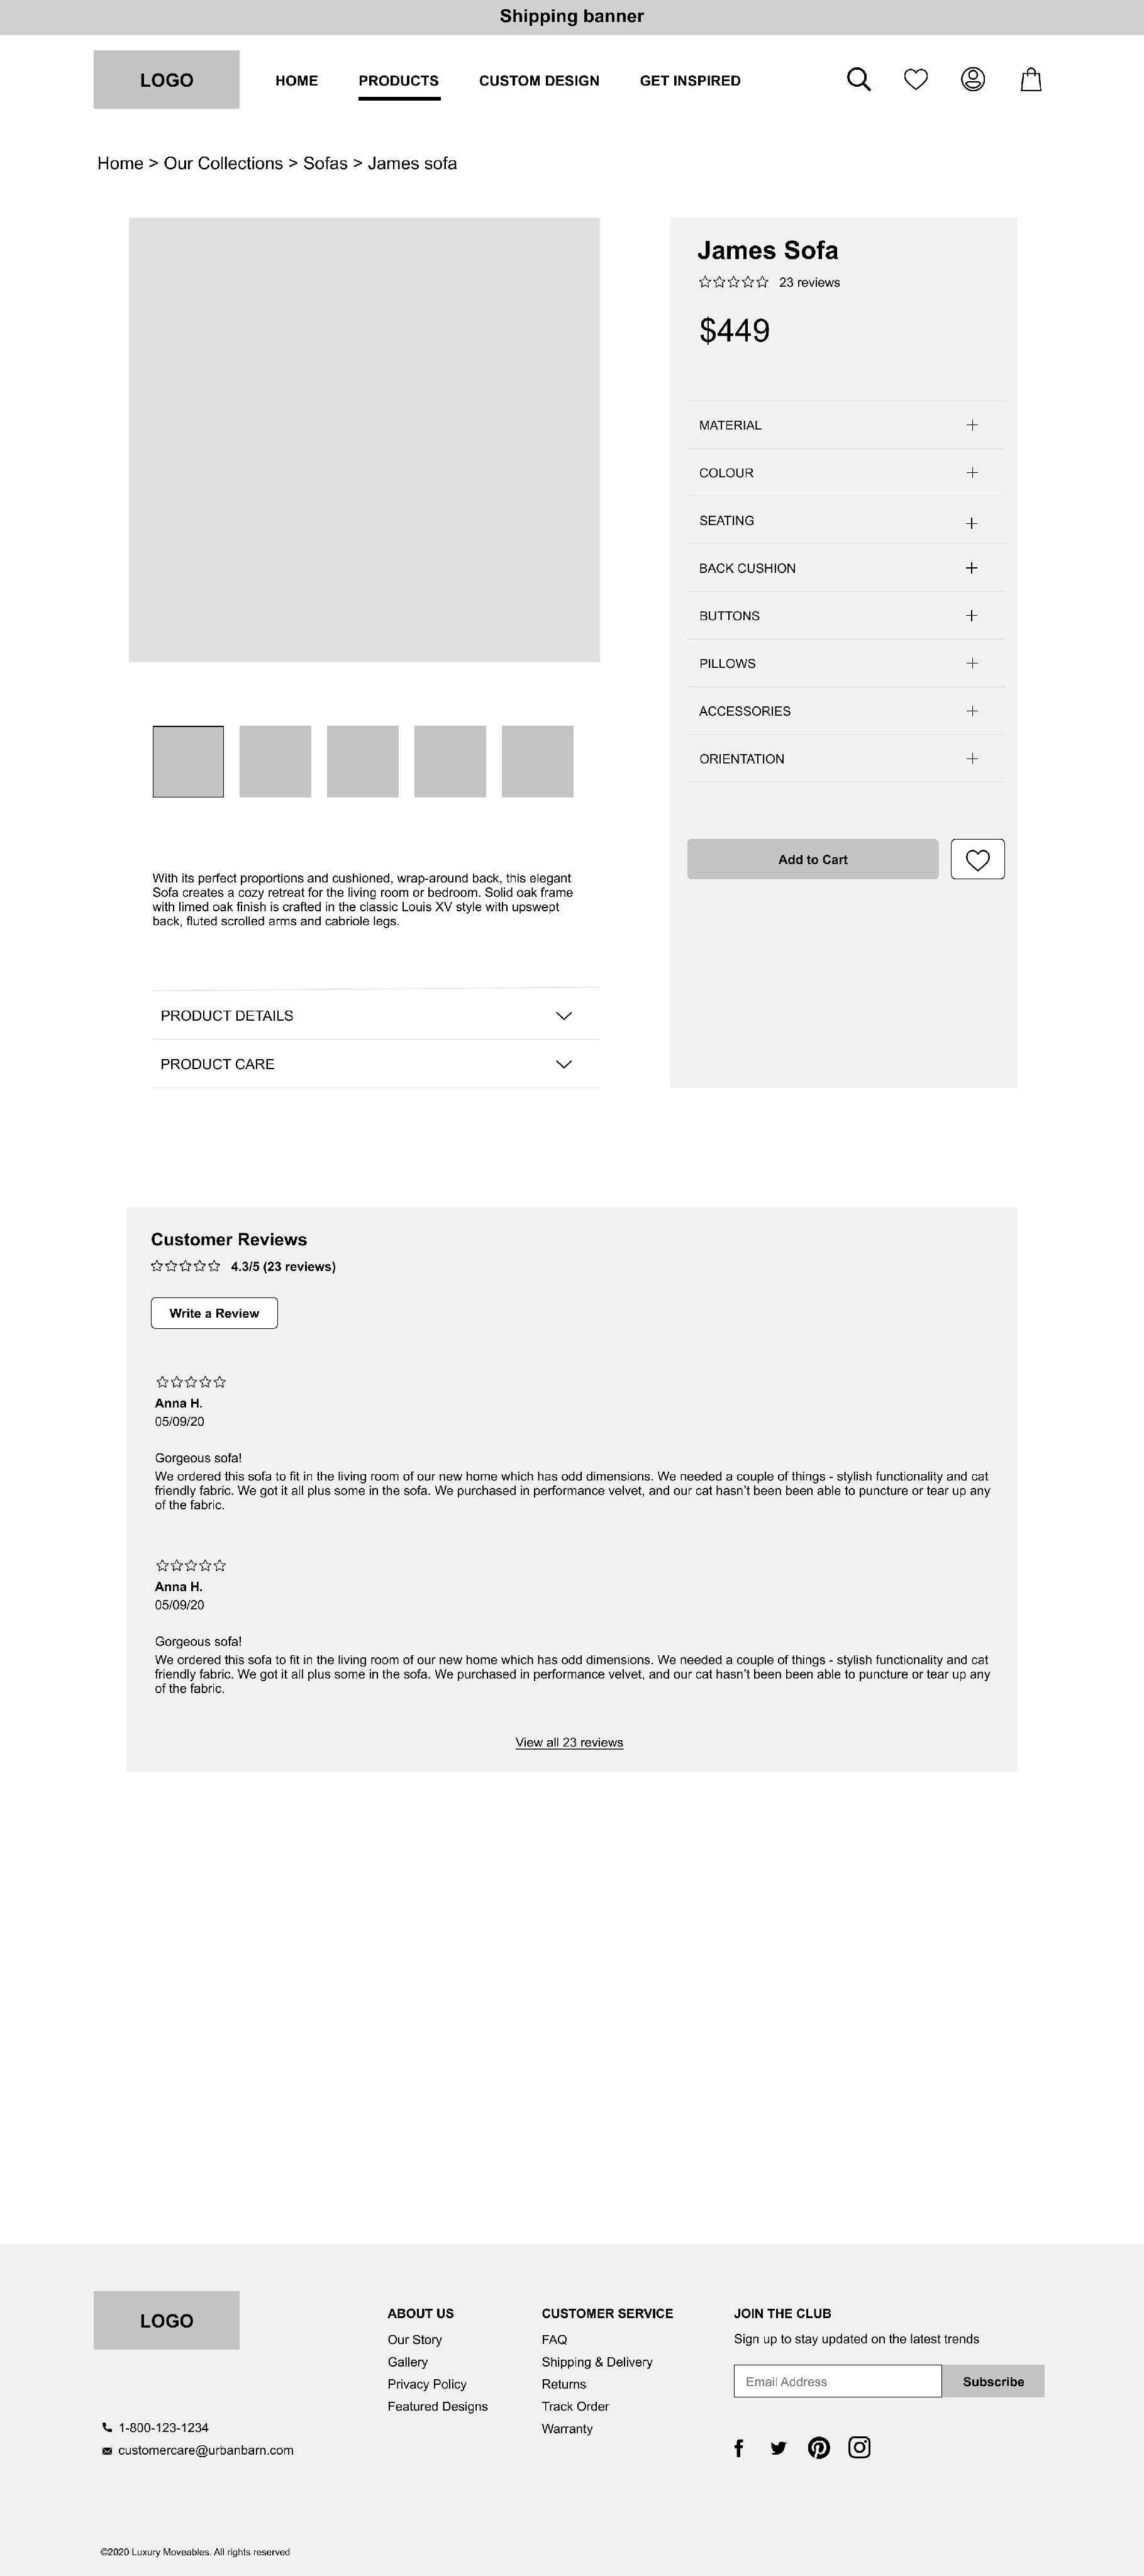 Shipping banner
LOGO
HOME
PRODUCTS
CUSTOM DESIGN
GET INSPIRED
Home > Our Collections > Sofas > James sofa
James Sofa
23 reviews
$449
MATERIAL
COLOUR
SEATING
BACK CUSHION
BUTTONS
PILLOWS
ACCESSORIES
ORIENTATION
Add to Cart
With its perfect proportions and cushioned, wrap-around back, this elegant
Sofa creates a cozy retreat for the living room or bedroom. Solid oak frame
with limed oak finish is crafted in the classic Louis XV style with upswept
back, fluted scrolled arms and cabriole legs.
PRODUCT DETAILS
PRODUCT CARE
Customer Reviews
4.3/5 (23 reviews)
Write a Review
Anna H.
05/09/20
Gorgeous sofa!
We ordered this sofa to fit in the living room of our new home which has odd dimensions. We needed a couple of things - stylish functionality and cat
friendly fabric. We got it all plus some in the sofa. We purchased in performance velvet, and our cat hasn't been been able to puncture or tear up any
of the fabric.
Anna H.
05/09/20
Gorgeous sofa!
We ordered this sofa to fit in the living room of our new home which has odd dimensions. We needed a couple of things - stylish functionality and cat
friendly fabric. We got it all plus some in the sofa. We purchased in performance velvet, and our cat hasn't been been able to puncture or tear up any
of the fabric.
View all 23 reviews
LOGO
1-800-123-1234
customercare@urbanbarn.com
ABOUT US
Our Story
Gallery
Privacy Policy
Featured Designs
CUSTOMER SERVICE
FAQ
Shipping & Delivery
Returns
Track Order
Warranty
JOIN THE CLUB
Sign up to stay updated on the latest trends
Email Address
Subscribe
©2020 Luxury Moveables. All rights reserved